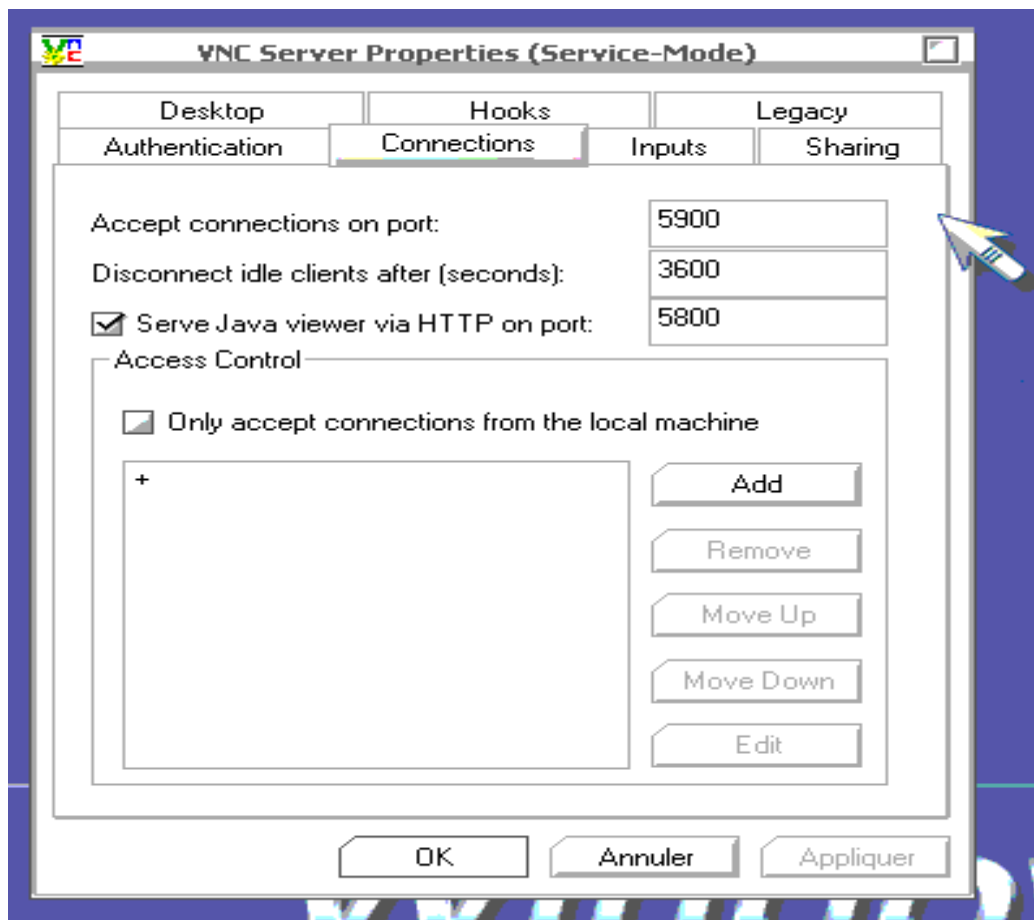 VNC Server Properties (Service-Mode)
Desktop Hooks Legacy
Authentication Connections Inputs Sharing
Accept connections on port: 5900
Disconnect idle clients after (seconds): 3600
Serve Java viewer via HTTP on port: 5800
Access Control
Only accept connections from the local machine
+
Add
Remove
Move Up
Move Down
Edit
OK Annuler Appliquer